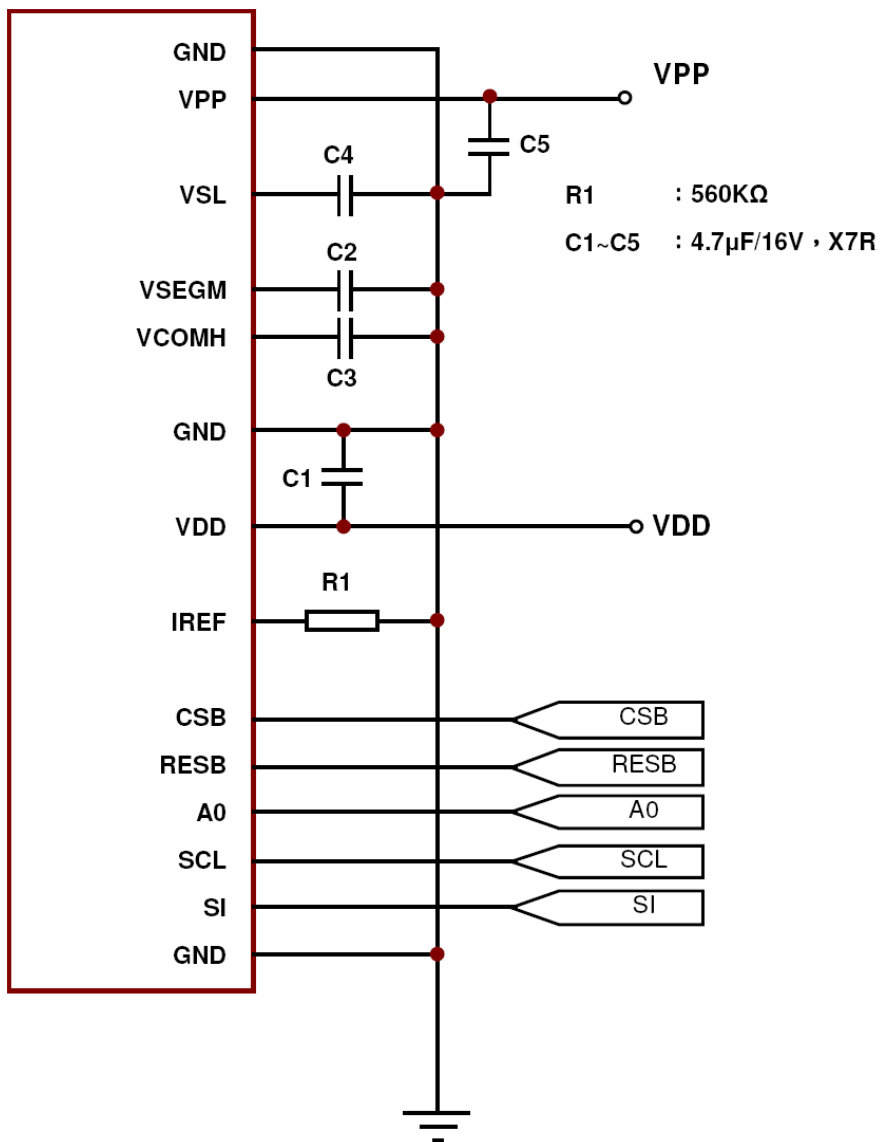 GND
VPP
VPP
C5
C4
VSL
R1 : 560KΩ
C2
C1~C5 : 4.7µF/16V，X7R
VSEGM
VCOMH
C3
GND
C1
VDD
VDD
R1
IREF
CSB
CSB
RESB
RESB
A0
A0
SCL
SCL
SI
SI
GND